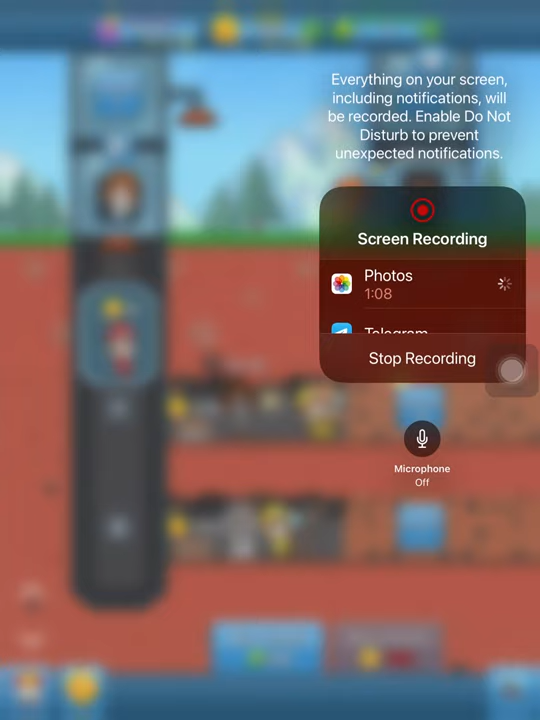 Everything on your screen,
including notifications, will
be recorded. Enable Do Not
Disturb to prevent
unexpected notifications.
Screen Recording
Photos
1:08
Telegram
Stop Recording
Microphone
Off